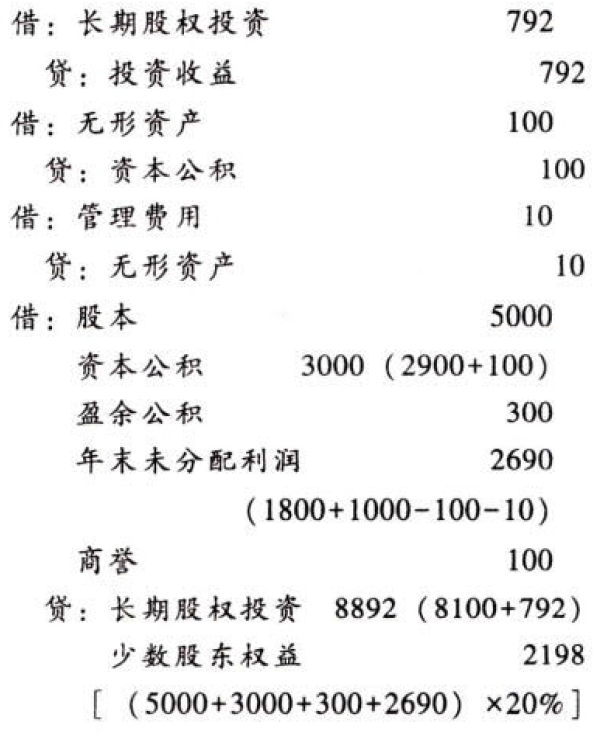 借：长期股权投资 792
贷：投资收益 792
借：无形资产 100
贷：资本公积 100
借：管理费用 10
贷：无形资产 10
借：股本 5000
资本公积 3000（2900+100）
盈余公积 300
年末未分配利润 2690
（1800+1000-100-10）
商誉 100
贷：长期股权投资 8892（8100+792）
少数股东权益 2198
[（5000+3000+300+2690）×20%]